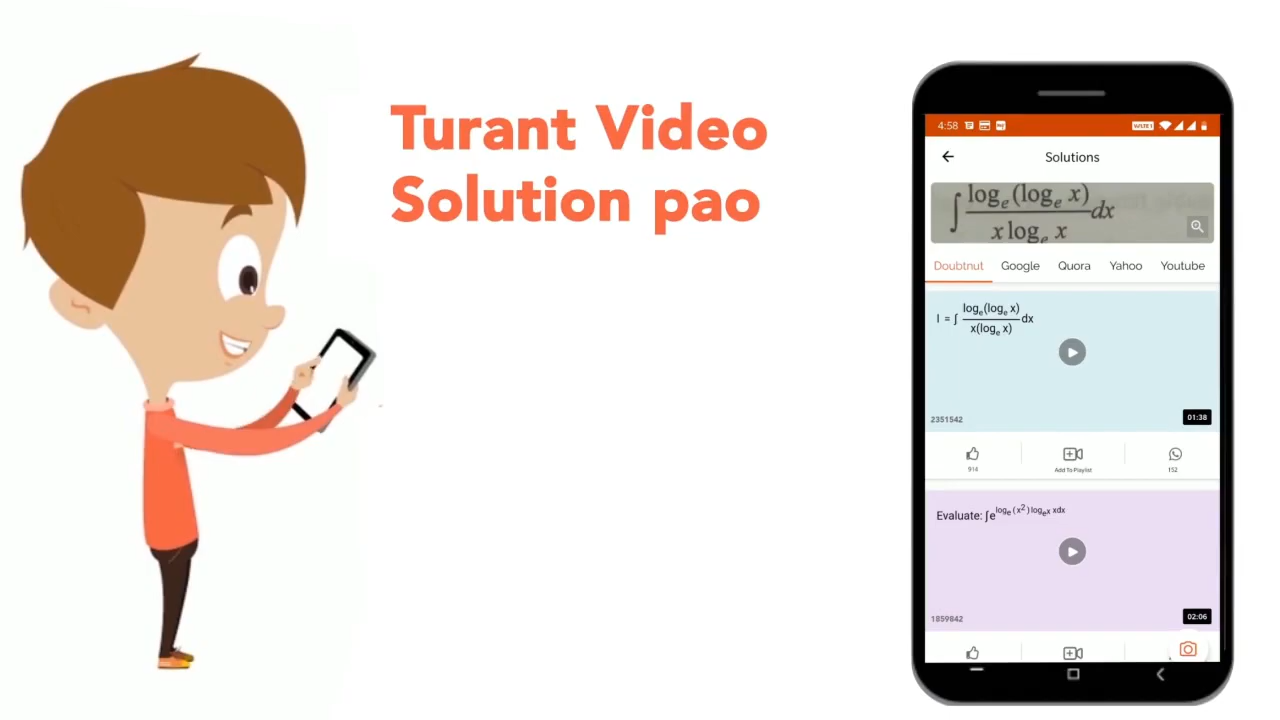 Turant Video
Solution pao
4:58
VoLTE1
Solutions
∫ logₑ(logₑ x) / x logₑ x dx
Doubtnut Google Quora Yahoo Youtube
I = ∫ logₑ(logₑ x) / x(logₑ x) dx
2351542 01:38
914 Add To Playlist 152
Evaluate: ∫e^logₑ(x²)logₑx xdx
1859842 02:06